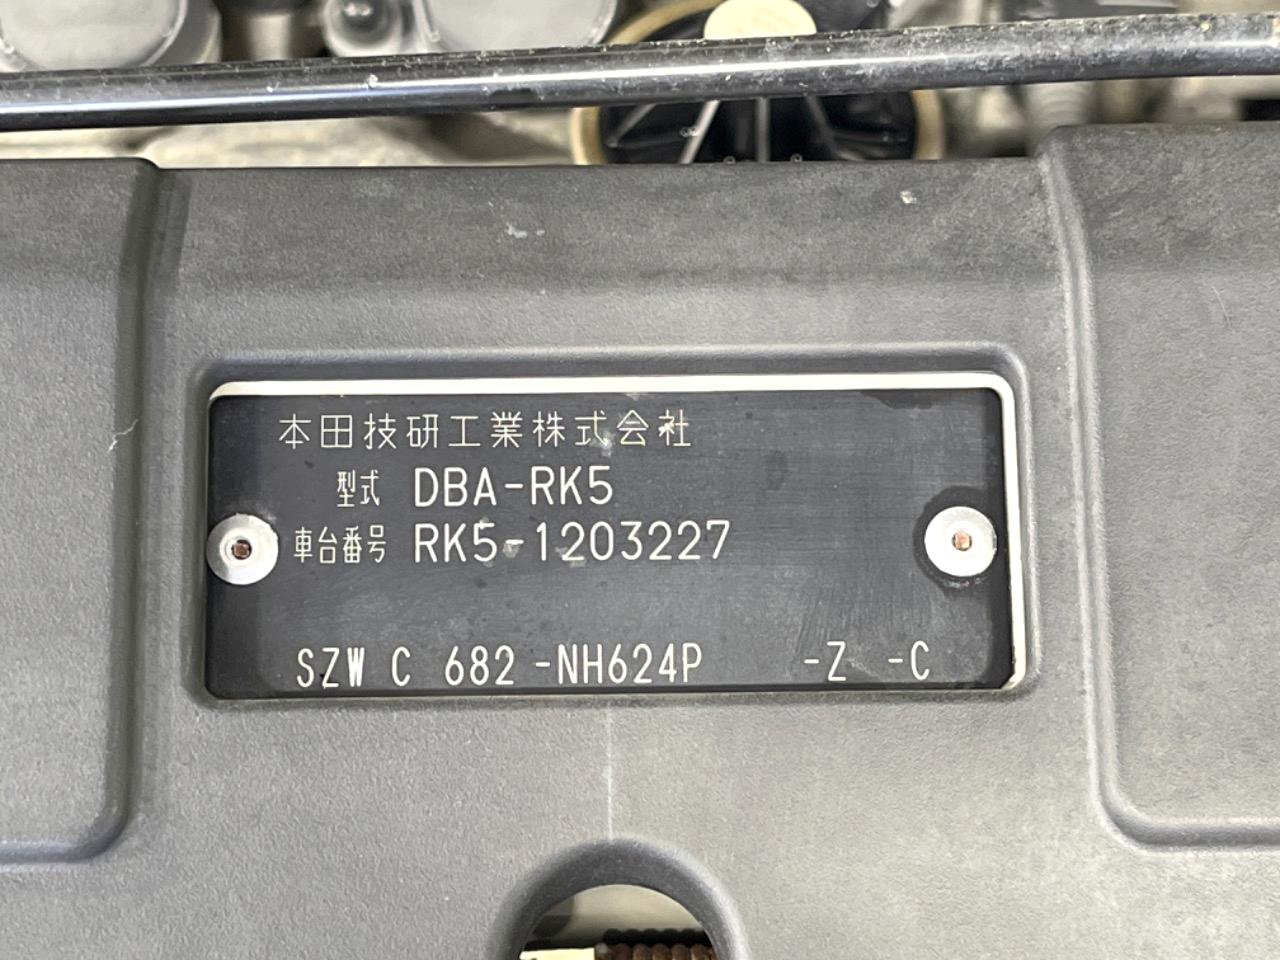 本田技研工業株式会社
型式 DBA-RK5
車台番号 RK5-1203227
SZW C 682 -NH624P -Z -C